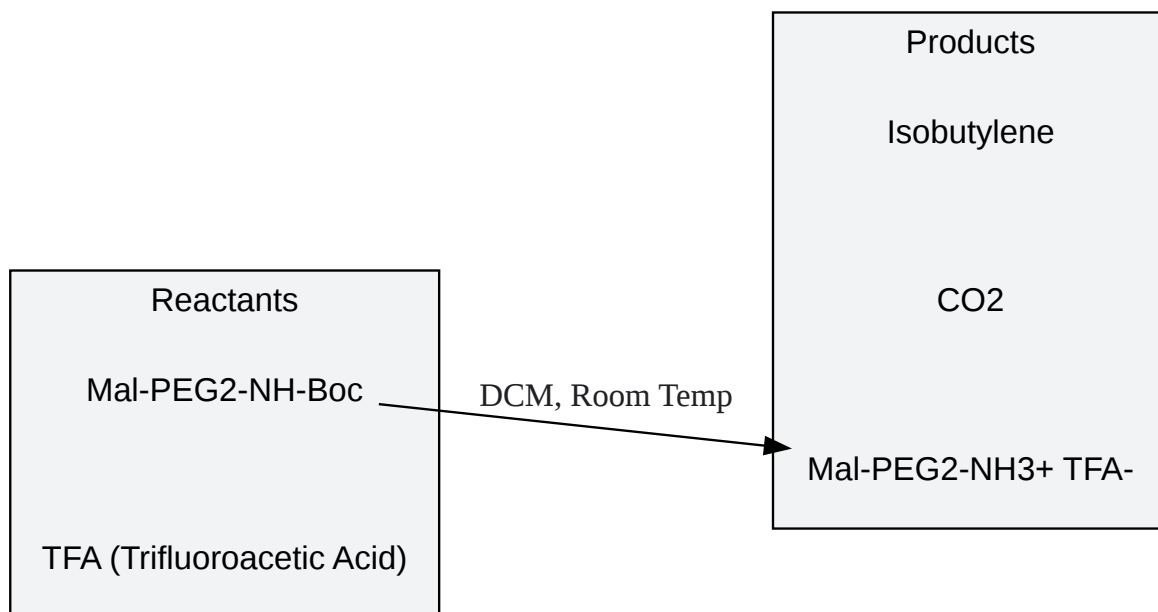 Reactants
Mal-PEG2-NH-Boc
TFA (Trifluoroacetic Acid)
DCM, Room Temp
Products
Isobutylene
CO2
Mal-PEG2-NH3+ TFA-